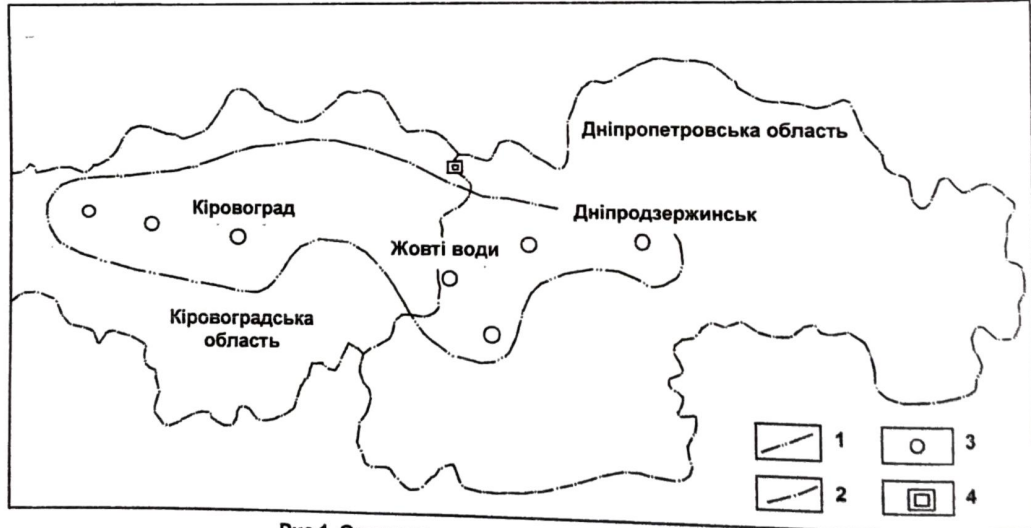 Дніпропетровська область
Кіровоград
Дніпродзержинськ
Жовті води
Кіровоградська
область
1
3
2
4